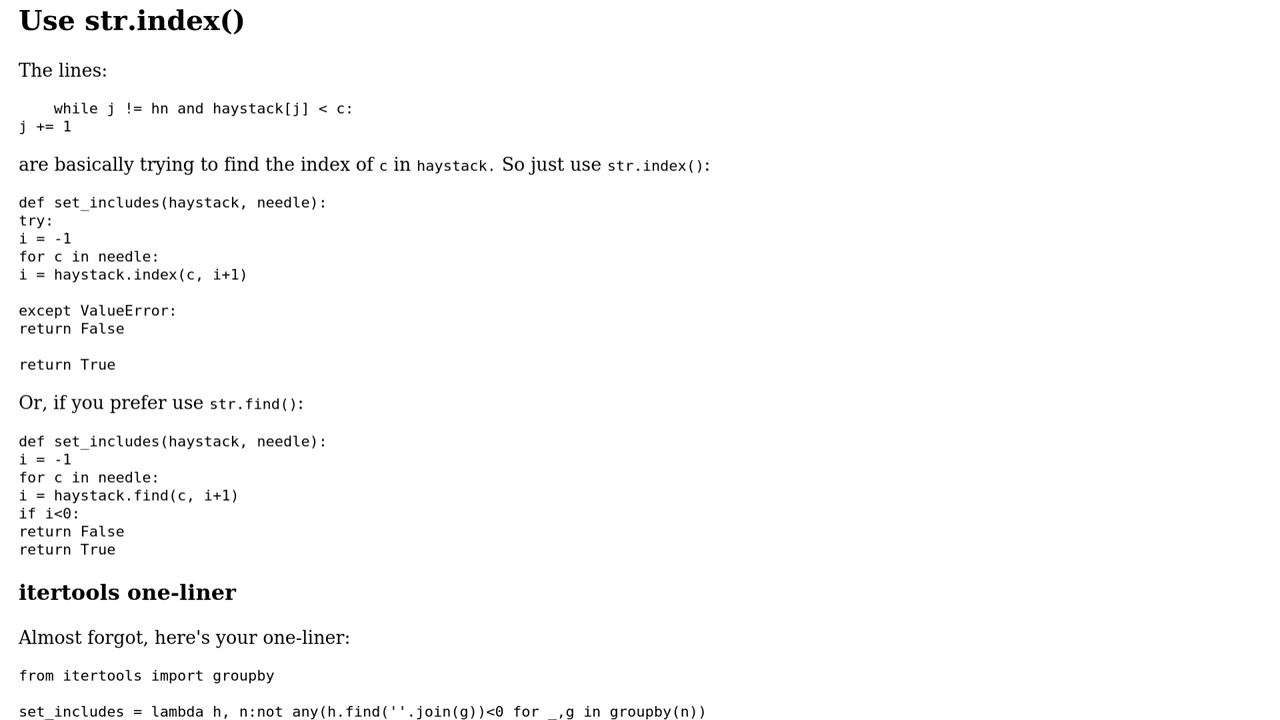 Use str.index()
The lines:
while j != hn and haystack[j] < c:
j += 1
are basically trying to find the index of c in haystack. So just use str.index():
def set_includes(haystack, needle):
try:
i = -1
for c in needle:
i = haystack.index(c, i+1)
except ValueError:
return False
return True
Or, if you prefer use str.find():
def set_includes(haystack, needle):
i = -1
for c in needle:
i = haystack.find(c, i+1)
if i<0:
return False
return True
itertools one-liner
Almost forgot, here's your one-liner:
from itertools import groupby
set_includes = lambda h, n:not any(h.find(''.join(g))<0 for _,g in groupby(n))